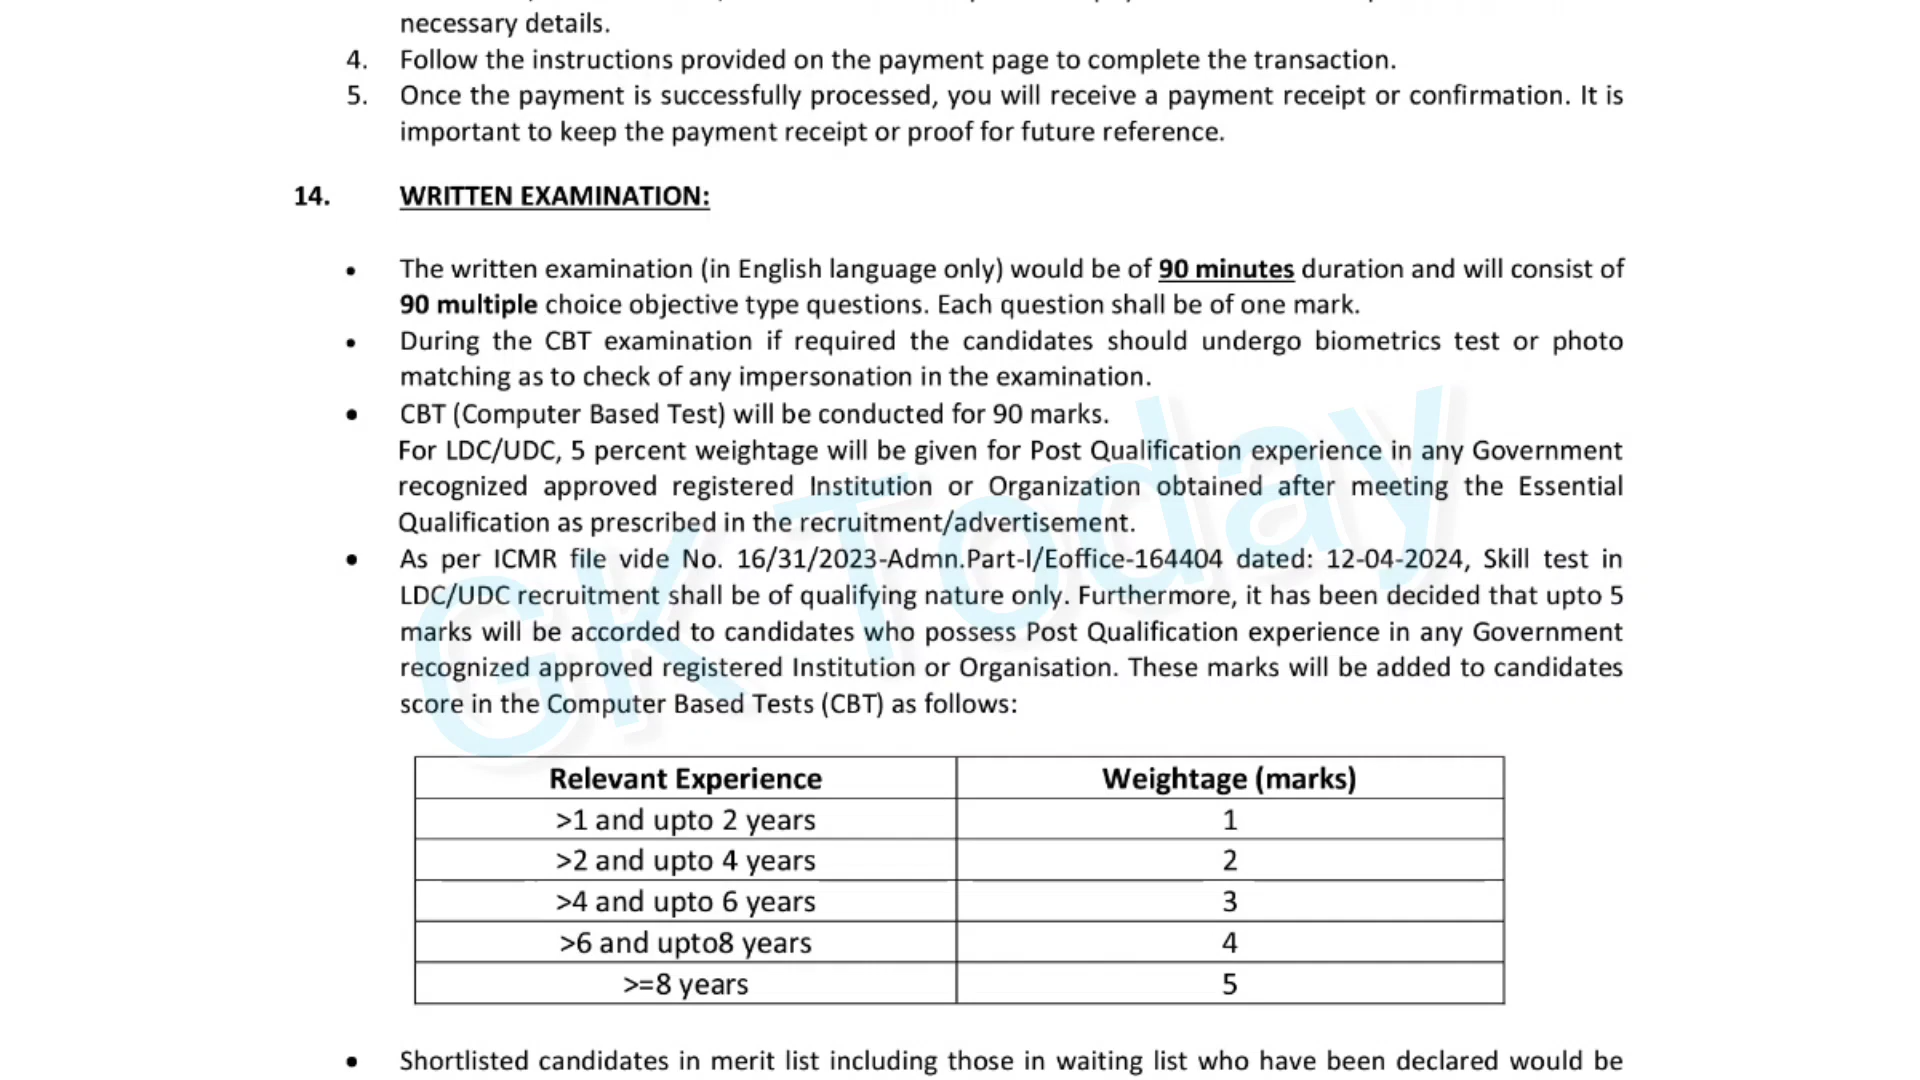 necessary details.
4. Follow the instructions provided on the payment page to complete the transaction.
5. Once the payment is successfully processed, you will receive a payment receipt or confirmation. It is
important to keep the payment receipt or proof for future reference.
14. WRITTEN EXAMINATION:
• The written examination (in English language only) would be of 90 minutes duration and will consist of
90 multiple choice objective type questions. Each question shall be of one mark.
• During the CBT examination if required the candidates should undergo biometrics test or photo
matching as to check of any impersonation in the examination.
• CBT (Computer Based Test) will be conducted for 90 marks.
For LDC/UDC, 5 percent weightage will be given for Post Qualification experience in any Government
recognized approved registered Institution or Organization obtained after meeting the Essential
Qualification as prescribed in the recruitment/advertisement.
• As per ICMR file vide No. 16/31/2023-Admn.Part-I/Eoffice-164404 dated: 12-04-2024, Skill test in
LDC/UDC recruitment shall be of qualifying nature only. Furthermore, it has been decided that upto 5
marks will be accorded to candidates who possess Post Qualification experience in any Government
recognized approved registered Institution or Organisation. These marks will be added to candidates
score in the Computer Based Tests (CBT) as follows:
GK Today
Relevant Experience Weightage (marks)
>1 and upto 2 years 1
>2 and upto 4 years 2
>4 and upto 6 years 3
>6 and upto8 years 4
>=8 years 5
• Shortlisted candidates in merit list including those in waiting list who have been declared would be